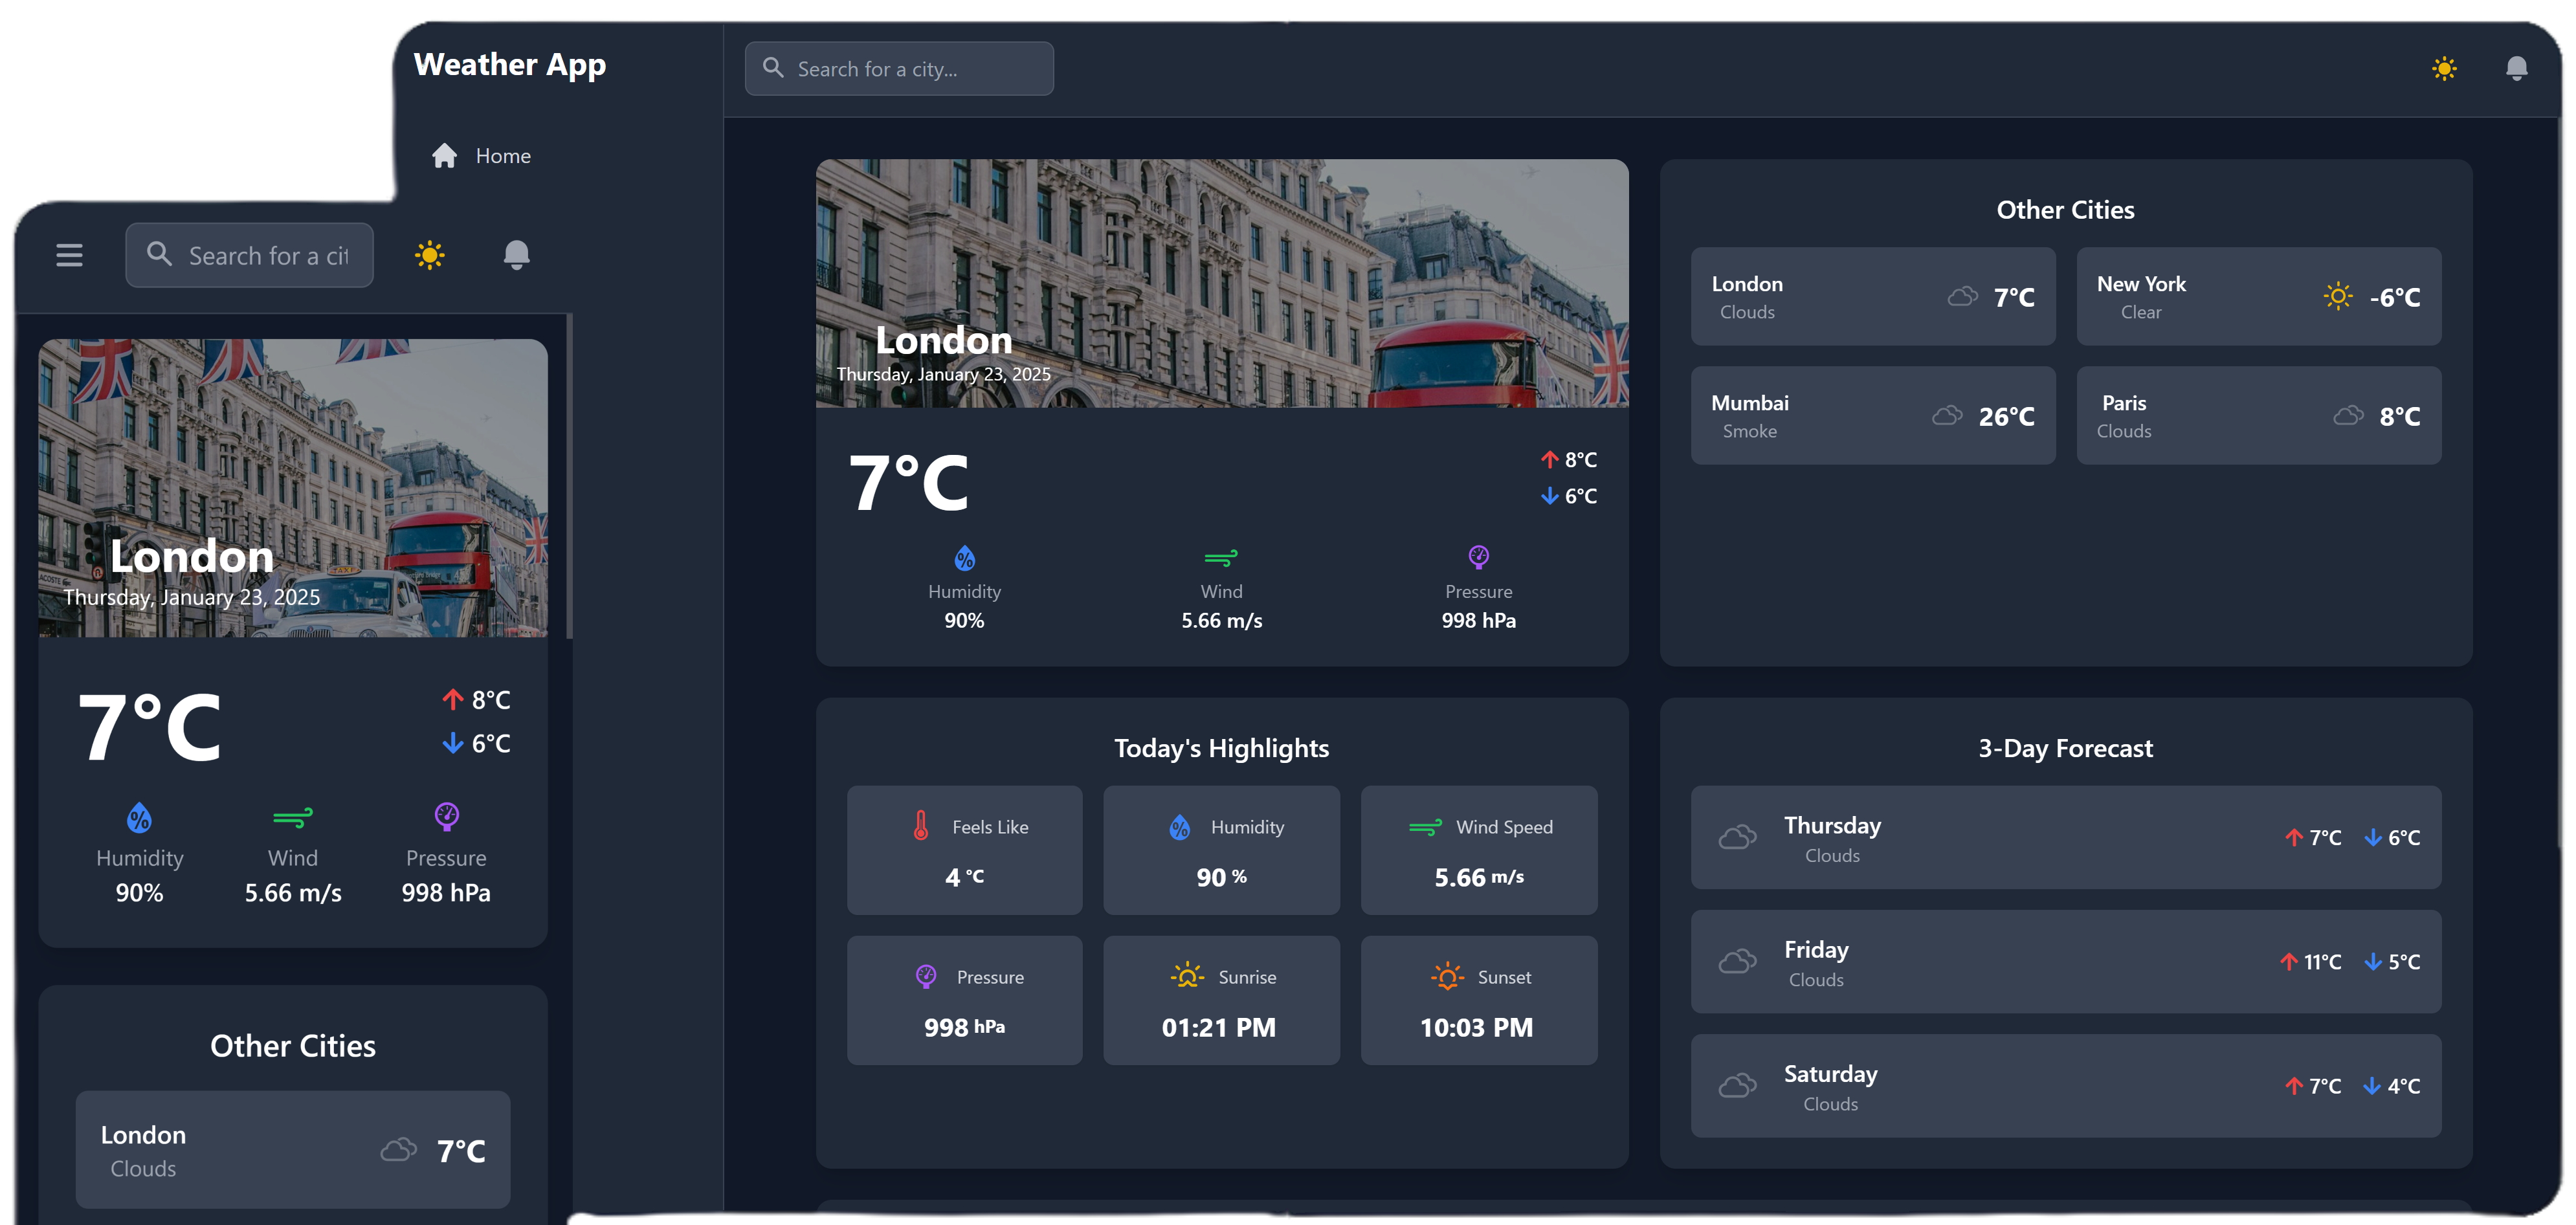 Weather App
Home
Search for a city...
London
Thursday, January 23, 2025
7°C
8°C
6°C
Humidity
90%
Wind
5.66 m/s
Pressure
998 hPa
Other Cities
London
Clouds
7°C
New York
Clear
-6°C
Mumbai
Smoke
26°C
Paris
Clouds
8°C
Today's Highlights
Feels Like
4 °C
Humidity
90 %
Wind Speed
5.66 m/s
Pressure
998 hPa
Sunrise
01:21 PM
Sunset
10:03 PM
3-Day Forecast
Thursday
Clouds
7°C 6°C
Friday
Clouds
11°C 5°C
Saturday
Clouds
7°C 4°C
Search for a cit
LACOSTE
TAXI
London
Thursday, January 23, 2025
7°C
8°C
6°C
%
Humidity
90%
Wind
5.66 m/s
Pressure
998 hPa
Other Cities
London
Clouds
7°C